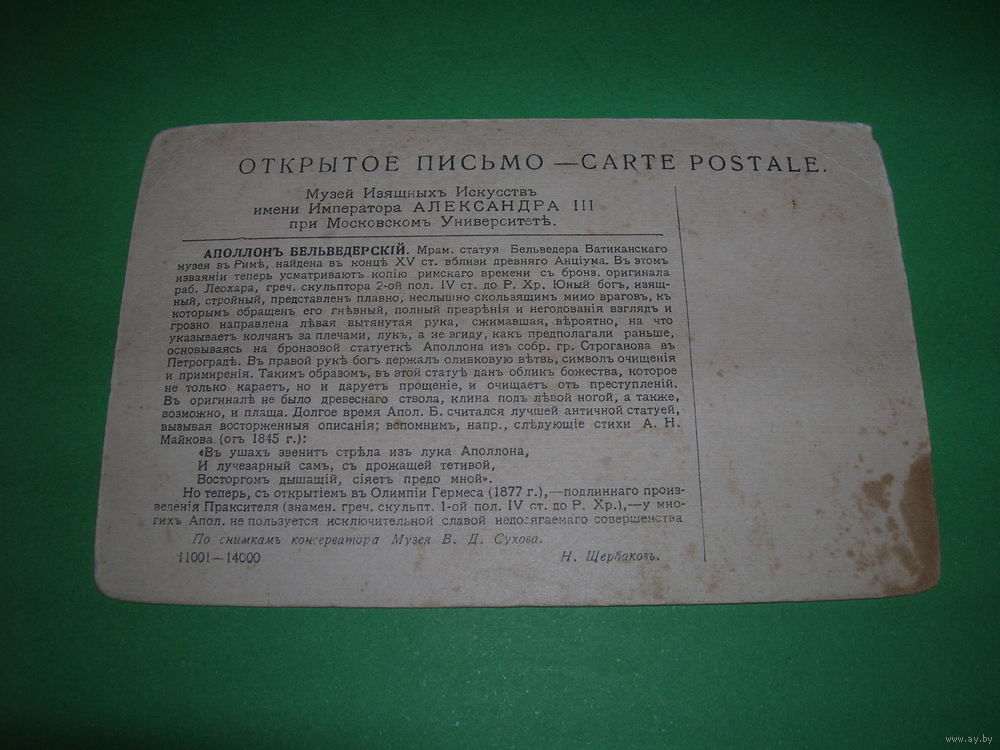 ОТКРЫТОЕ ПИСЬМО — CARTE POSTALE.
Музей Изящныхъ Искусствъ
имени Императора АЛЕКСАНДРА III
при Московскомъ Университетѣ.
АПОЛЛОНЪ БЕЛЬВЕДЕРСКІЙ. Мрам. статуя Бельведера Ватиканскаго
музея въ Римѣ, найдена въ концѣ XV ст. вблизи древняго Анціума. Въ этомъ
изваяніи теперь усматриваютъ копію римскаго времени съ бронз. оригинала
раб. Леохара, греч. скульптора 2-ой пол. IV ст. до Р. Хр. Юный богъ, изящ-
ный, стройный, представленъ плавно, неслышно скользящимъ мимо враговъ, къ
которымъ обращенъ его гнѣвный, полный презрѣнія и негодованія взглядъ и
грозно направлена лѣвая вытянутая рука, сжимавшая, вѣроятно, на что
указываетъ колчанъ за плечами, лукъ, а не эгиду, какъ предполагали раньше,
основываясь на бронзовой статуеткѣ Аполлона изъ собр. гр. Строганова въ
Петроградѣ. Въ правой рукѣ богъ держалъ оливковую вѣтвь, символъ очищенія
и примиренія. Такимъ образомъ, въ этой статуѣ данъ обликъ божества, которое
не только караетъ, но и даруетъ прощеніе, и очищаетъ отъ преступленій.
Въ оригиналѣ не было древеснаго ствола, клина подъ лѣвой ногой, а также,
возможно, и плаща. Долгое время Апол. Б. считался лучшей античной статуей,
вызывая восторженныя описанія; вспомнимъ, напр., слѣдующіе стихи А. Н.
Майкова (отъ 1845 г.):
«Въ ушахъ звенитъ стрѣла изъ лука Аполлона,
И лучезарный самъ, съ дрожащей тетивой,
Восторгомъ дышащій, сіяетъ предо мной».
Но теперь, съ открытіемъ въ Олимпіи Гермеса (1877 г.),—подлиннаго произ-
веденія Праксителя (знамен. греч. скульпт. 1-ой пол. IV ст. до Р. Хр.),—у мно-
гихъ Апол. не пользуется исключительной славой недосягаемаго совершенства
По снимкамъ консерватора Музея В. Д. Сухова.
11001—14000 Н. Щербаковъ.
www.ay.by